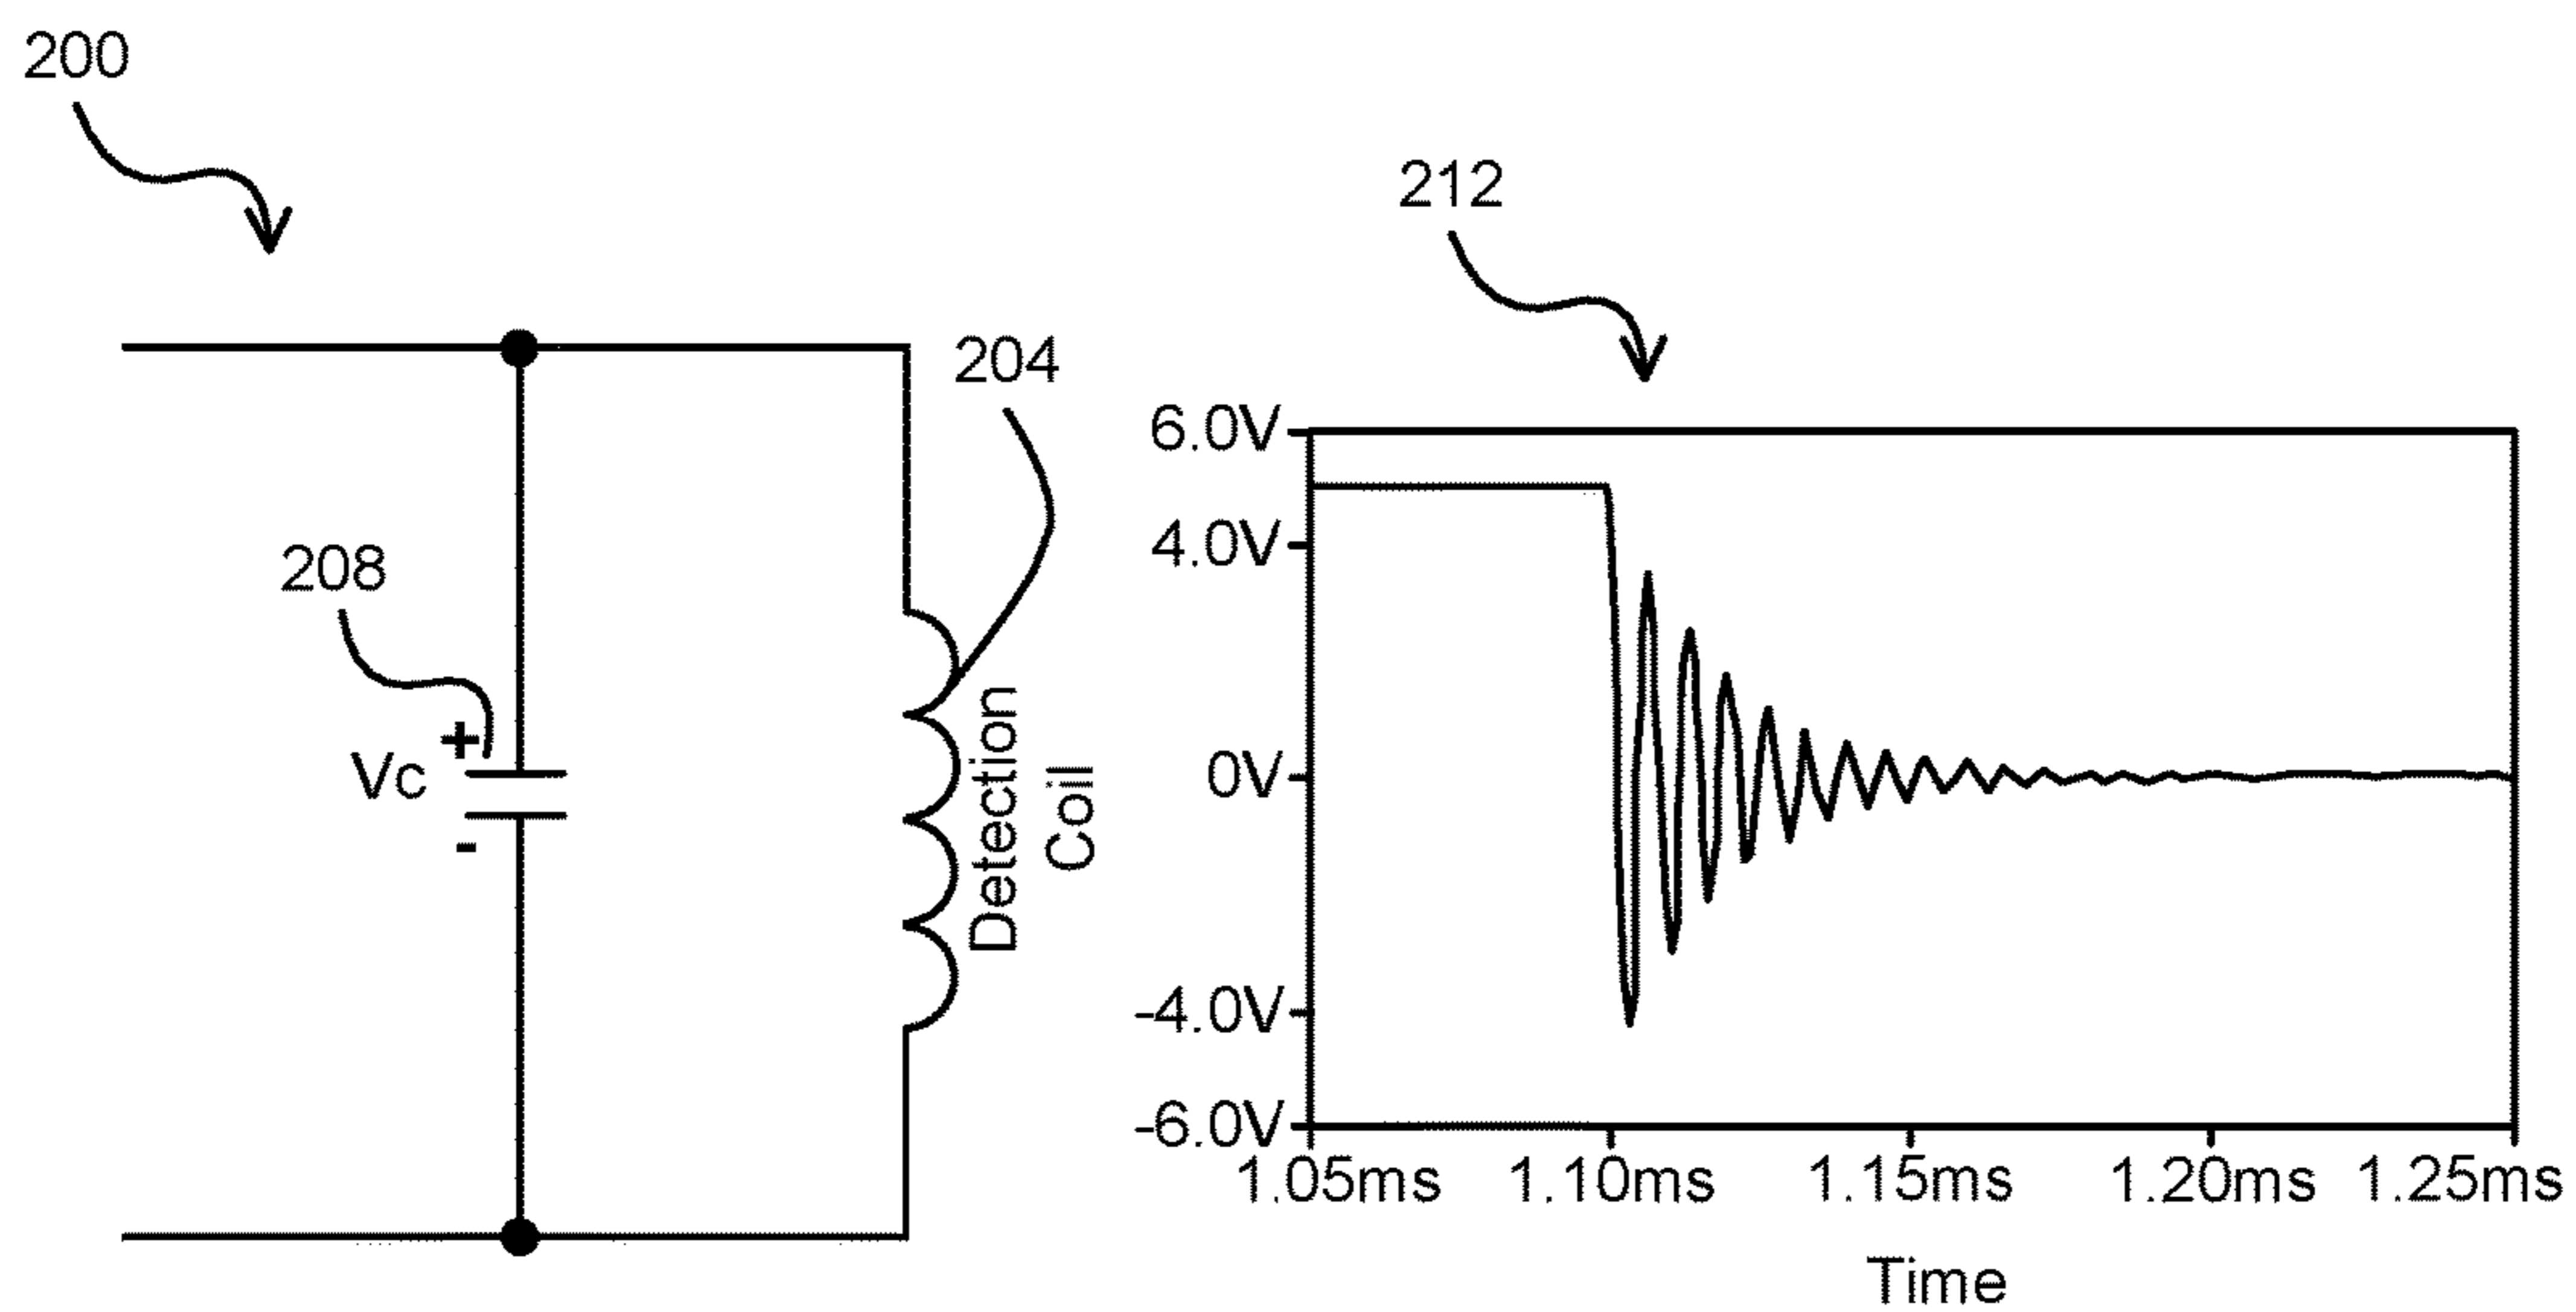 200
212
204
208
+
Vc
-
Detection
Coil
6.0V
4.0V
0V
-4.0V
-6.0V
1.05ms 1.10ms 1.15ms 1.20ms 1.25ms
Time